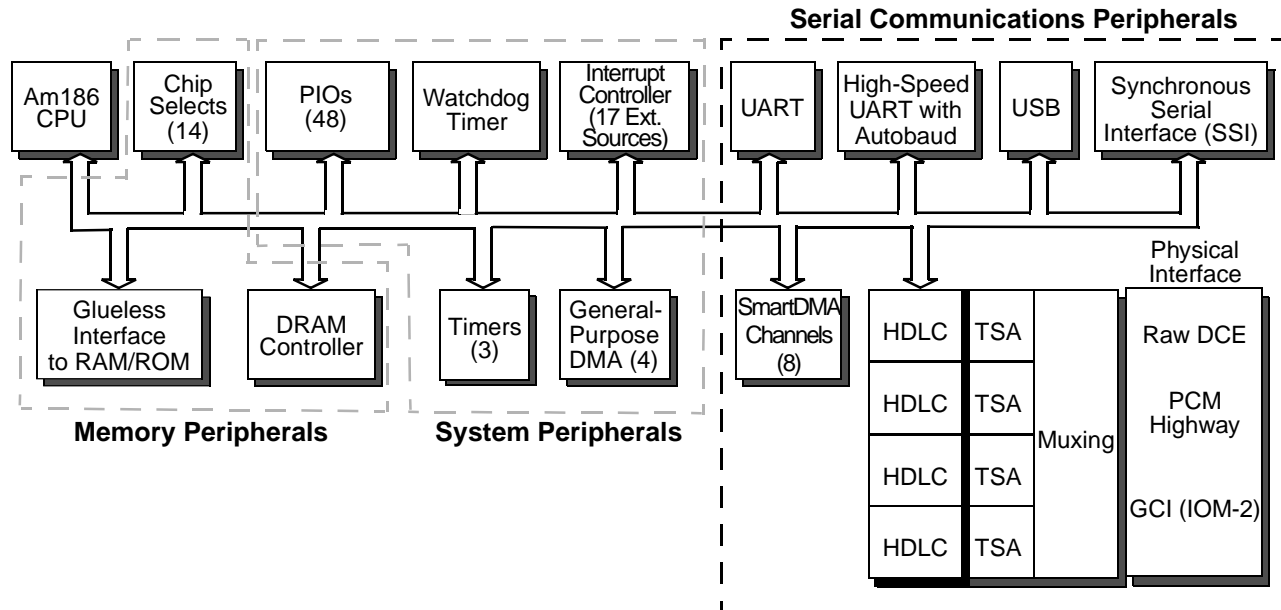 Serial Communications Peripherals
Am186
CPU
Chip
Selects
(14)
PIOs
(48)
Watchdog
Timer
Interrupt
Controller
(17 Ext.
Sources)
UART
High-Speed
UART with
Autobaud
USB
Synchronous
Serial
Interface (SSI)
Glueless
Interface
to RAM/ROM
DRAM
Controller
Timers
(3)
General-
Purpose
DMA (4)
SmartDMA
Channels
(8)
HDLC
TSA
HDLC
TSA
HDLC
TSA
HDLC
TSA
Muxing
Physical
Interface
Raw DCE
PCM
Highway
GCI (IOM-2)
Memory Peripherals
System Peripherals